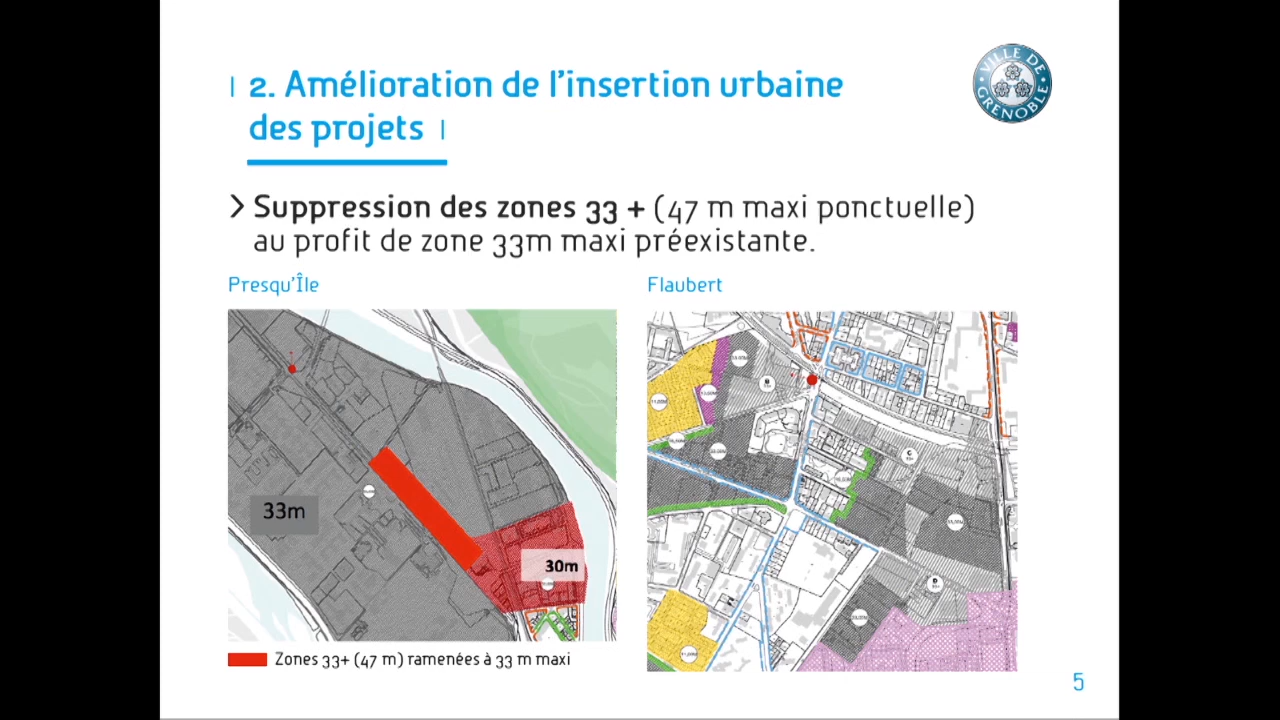 | 2. Amélioration de l'insertion urbaine
des projets |
VILLE DE GRENOBLE
> Suppression des zones 33 + (47 m maxi ponctuelle)
au profit de zone 33m maxi préexistante.
Presqu'Île
Flaubert
33m
30m
Zones 33+ (47 m) ramenées à 33 m maxi
5